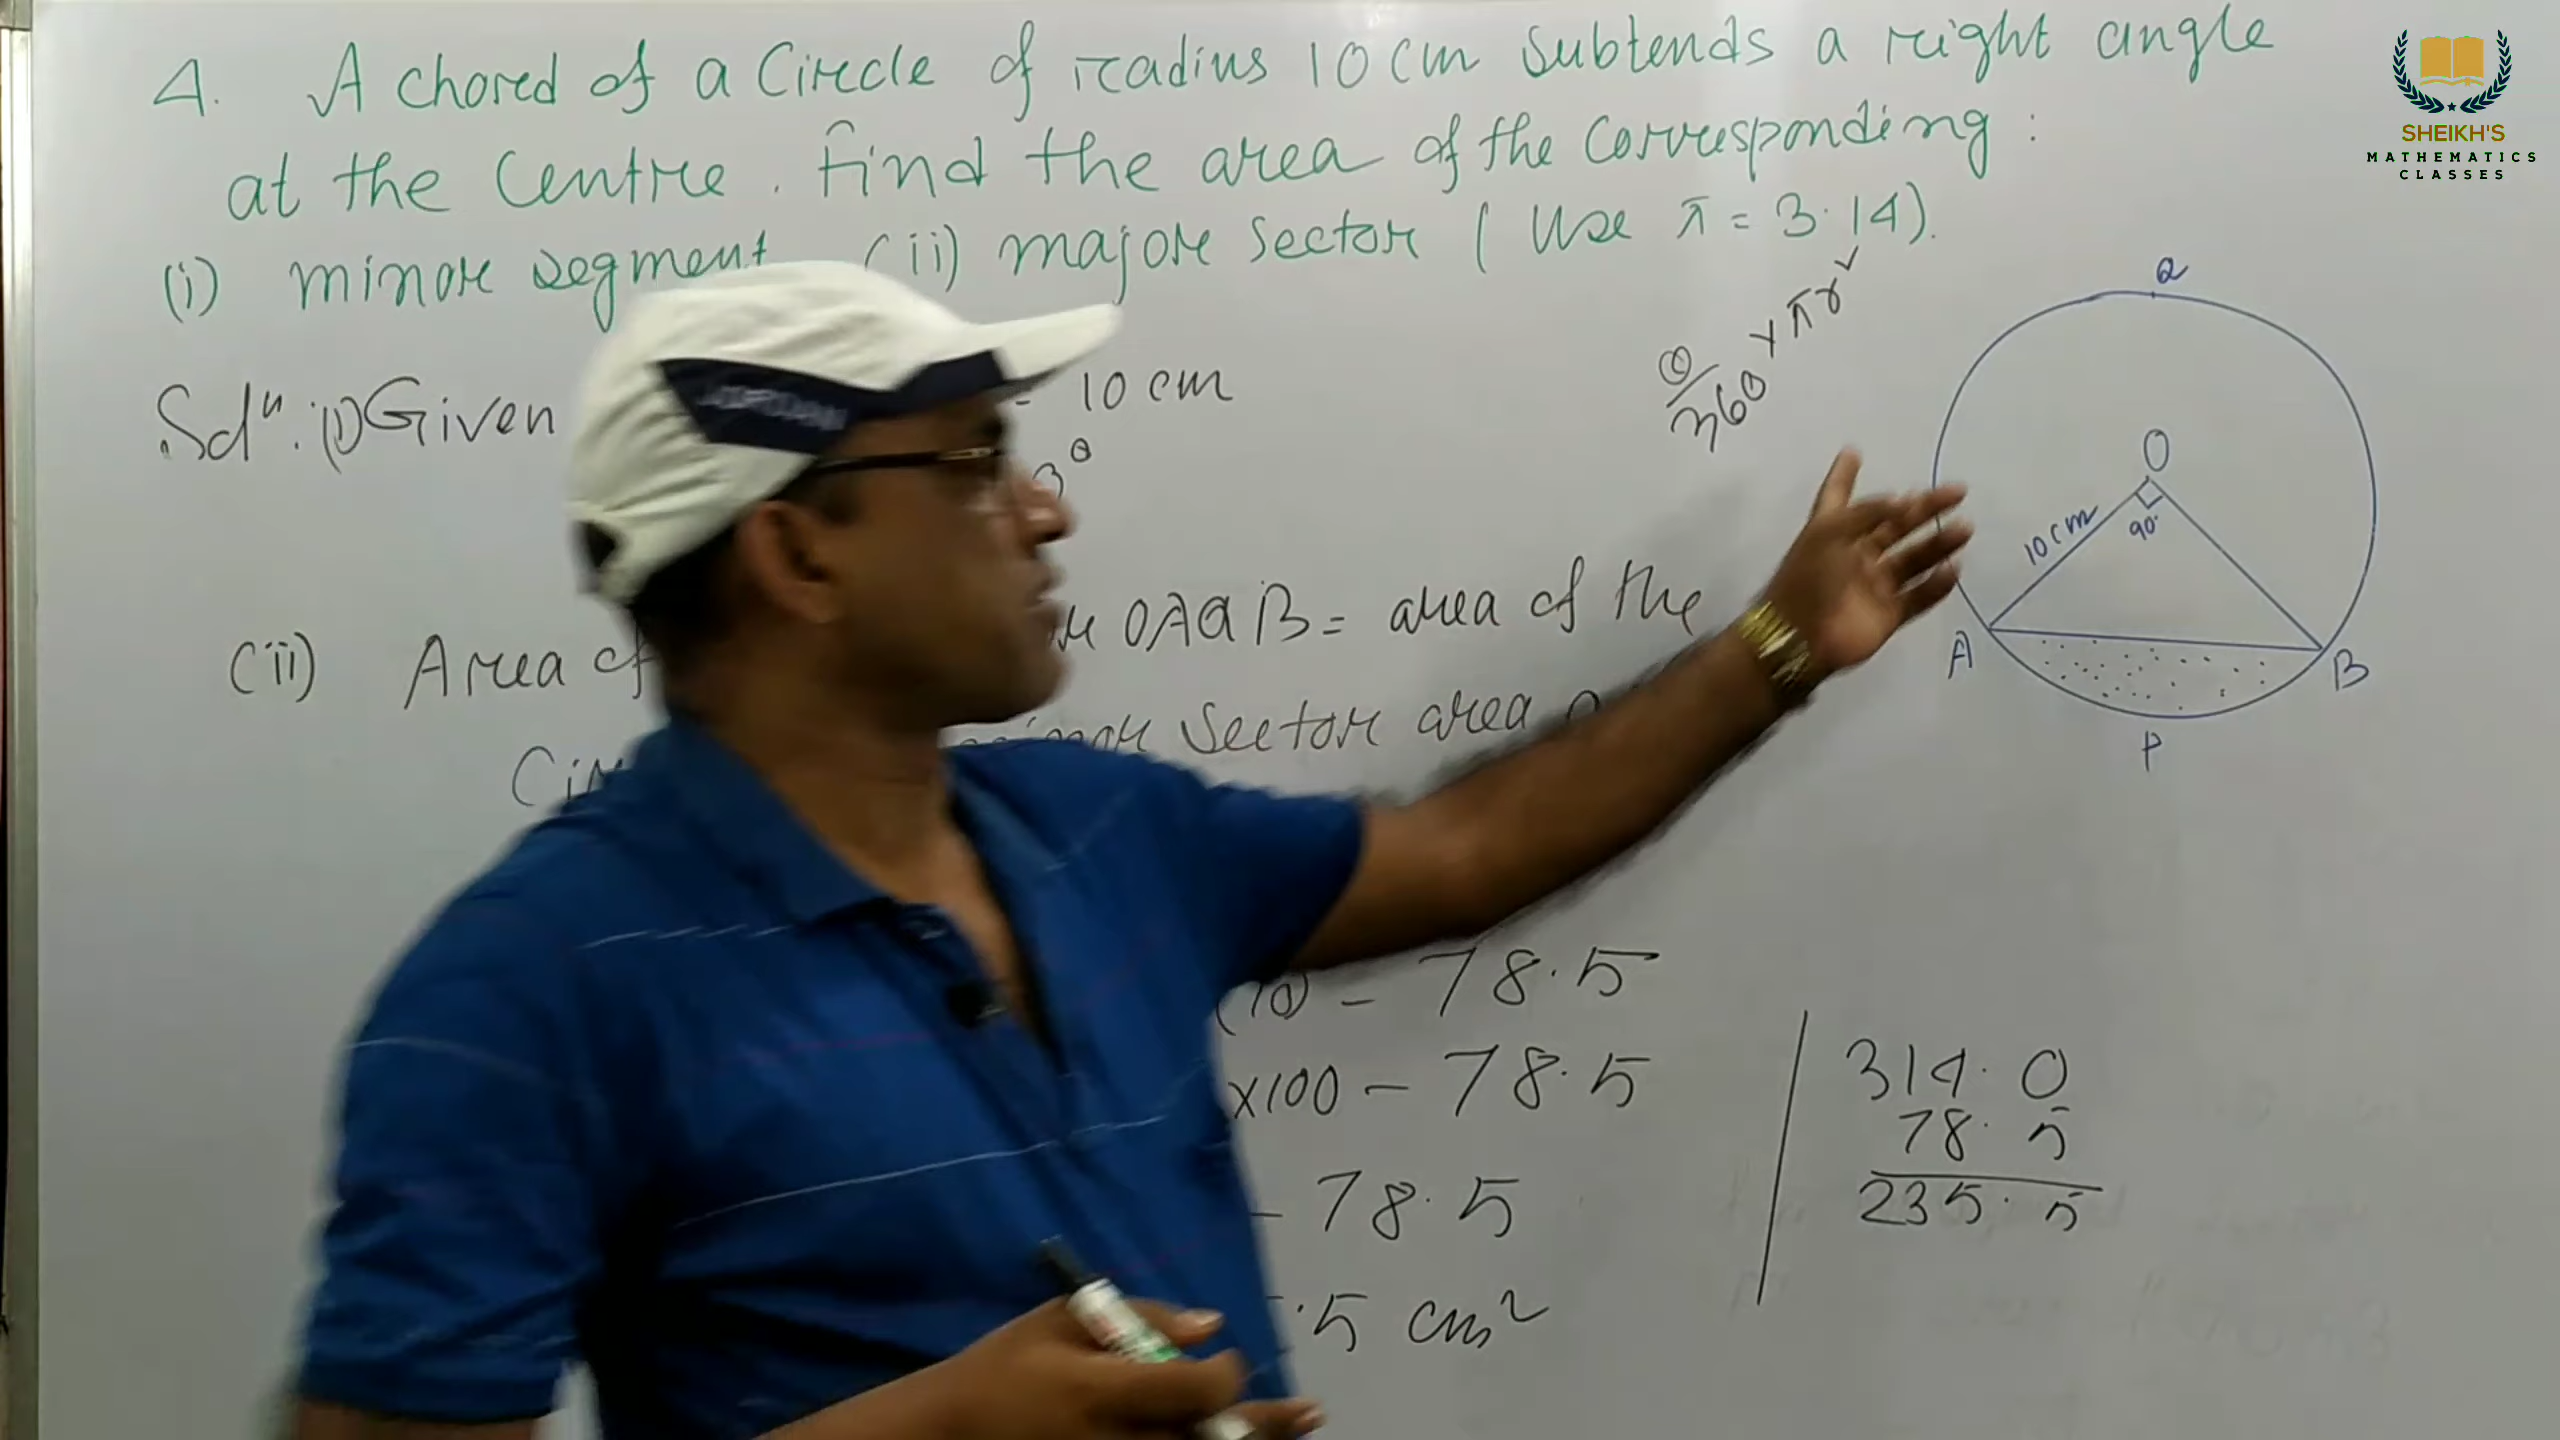 4. A chord of a Circle of radius 10 cm subtends a right angle
at the Centre. Find the area of the Corresponding :
(i) minor segment (ii) major sector ( Use π = 3.14).
Soln. (i) Given 10 cm
(ii) Area of OAQB = area of the
Sector area
- 78.5
x100 - 78.5
- 78.5
.5 cm²
314.0
78.5
235.5
θ/360 × πr²
Q
O
10 cm
90°
A
B
P
SHEIKH'S
MATHEMATICS
CLASSES